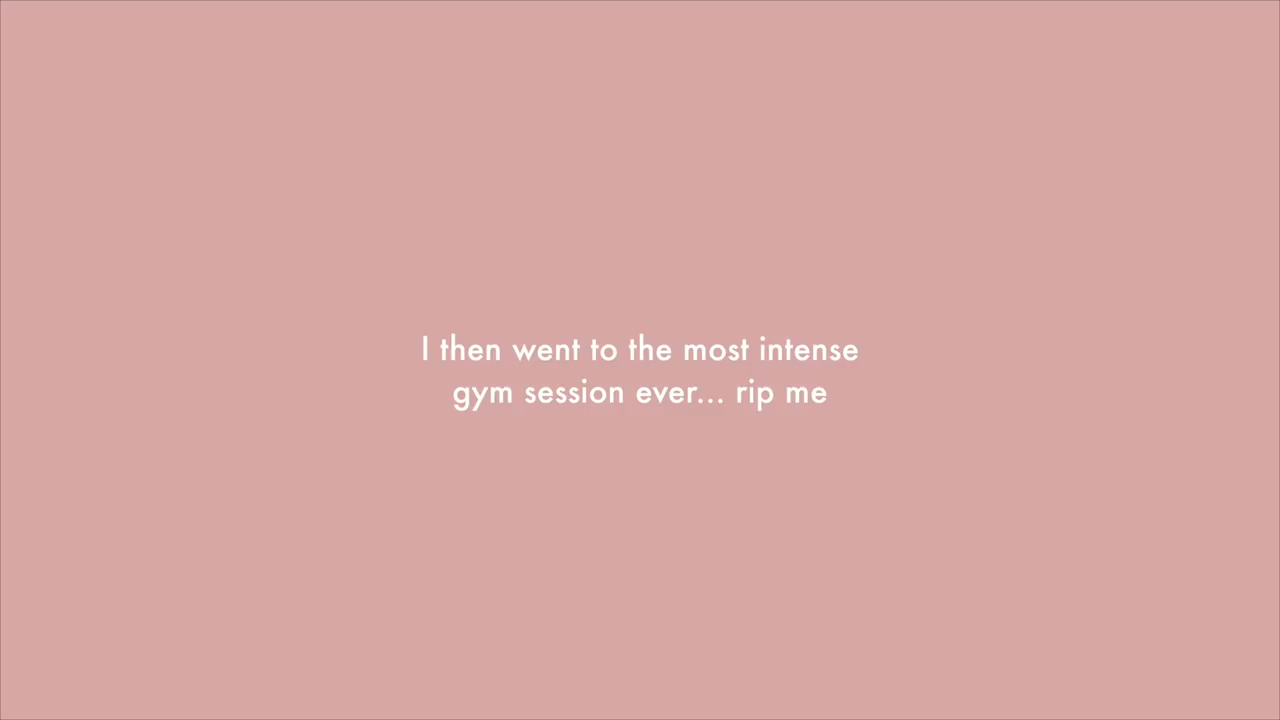 I then went to the most intense
gym session ever... rip me